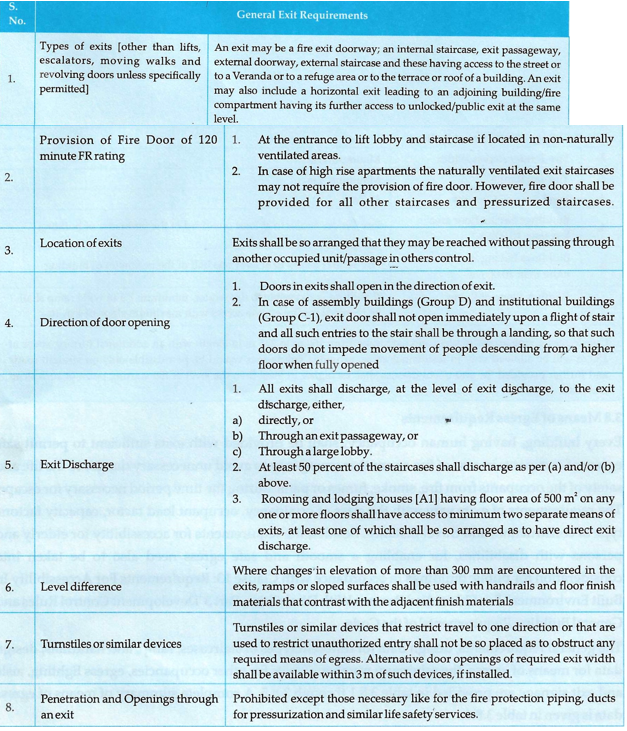 S.
No.
General Exit Requirements
1.
Types of exits [other than lifts,
escalators, moving walks and
revolving doors unless specifically
permitted]
An exit may be a fire exit doorway; an internal staircase, exit passageway,
external doorway, external staircase and these having access to the street or
to a Veranda or to a refuge area or to the terrace or roof of a building. An exit
may also include a horizontal exit leading to an adjoining building/fire
compartment having its further access to unlocked/public exit at the same
level.
2.
Provision of Fire Door of 120
minute FR rating
1. At the entrance to lift lobby and staircase if located in non-naturally
ventilated areas.
2. In case of high rise apartments the naturally ventilated exit staircases
may not require the provision of fire door. However, fire door shall be
provided for all other staircases and pressurized staircases.
3.
Location of exits
Exits shall be so arranged that they may be reached without passing through
another occupied unit/passage in others control.
4.
Direction of door opening
1. Doors in exits shall open in the direction of exit.
2. In case of assembly buildings (Group D) and institutional buildings
(Group C-1), exit door shall not open immediately upon a flight of stair
and all such entries to the stair shall be through a landing, so that such
doors do not impede movement of people descending from a higher
floor when fully opened
5.
Exit Discharge
1. All exits shall discharge, at the level of exit discharge, to the exit
discharge, either,
a) directly, or
b) Through an exit passageway, or
c) Through a large lobby.
2. At least 50 percent of the staircases shall discharge as per (a) and/or (b)
above.
3. Rooming and lodging houses [A1] having floor area of 500 m² on any
one or more floors shall have access to minimum two separate means of
exits, at least one of which shall be so arranged as to have direct exit
discharge.
6.
Level difference
Where changes in elevation of more than 300 mm are encountered in the
exits, ramps or sloped surfaces shall be used with handrails and floor finish
materials that contrast with the adjacent finish materials
7.
Turnstiles or similar devices
Turnstiles or similar devices that restrict travel to one direction or that are
used to restrict unauthorized entry shall not be so placed as to obstruct any
required means of egress. Alternative door openings of required exit width
shall be available within 3 m of such devices, if installed.
8.
Penetration and Openings through
an exit
Prohibited except those necessary like for the fire protection piping, ducts
for pressurization and similar life safety services.